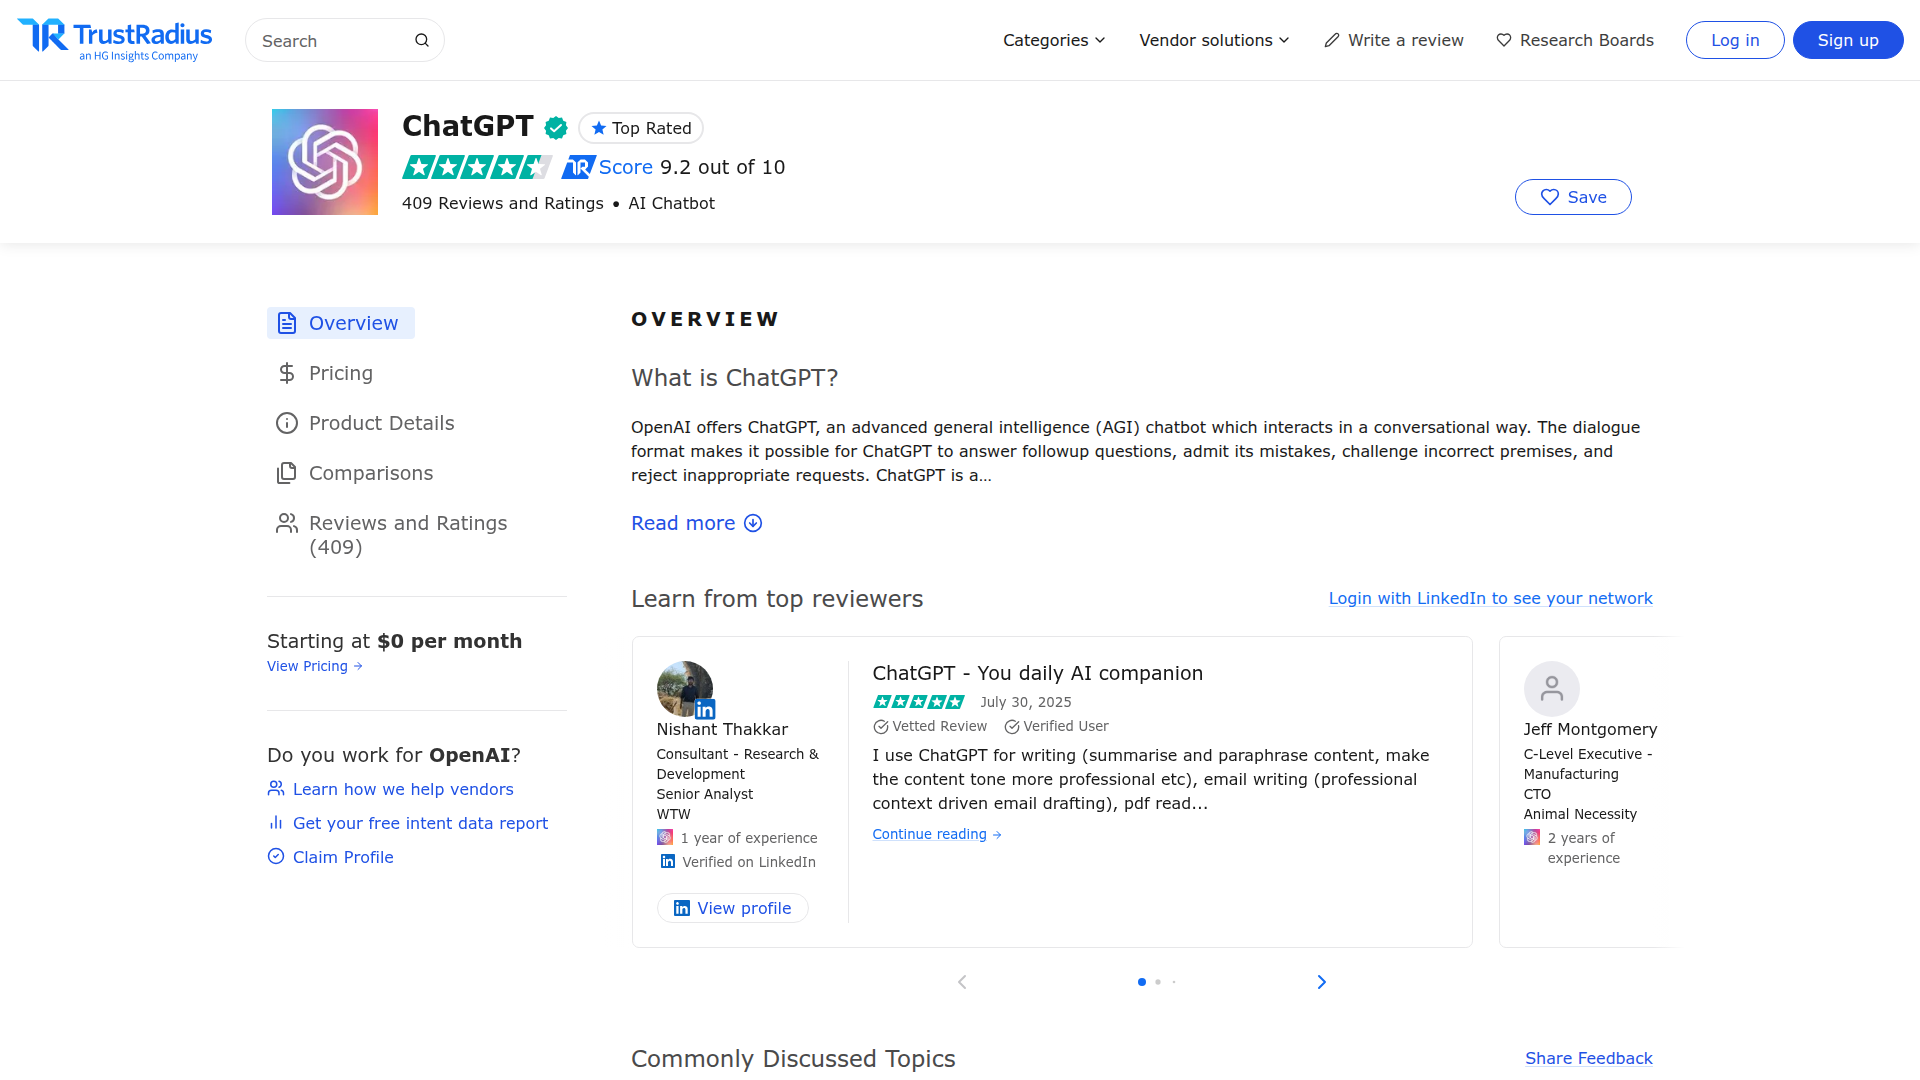 TrustRadius
an HG Insights Company
Search
Categories
Vendor solutions
Write a review
Research Boards
Log in
Sign up
ChatGPT
Top Rated
TR Score 9.2 out of 10
409 Reviews and Ratings • AI Chatbot
Save
Overview
Pricing
Product Details
Comparisons
Reviews and Ratings
(409)
Starting at $0 per month
View Pricing
Do you work for OpenAI?
Learn how we help vendors
Get your free intent data report
Claim Profile
OVERVIEW
What is ChatGPT?
OpenAI offers ChatGPT, an advanced general intelligence (AGI) chatbot which interacts in a conversational way. The dialogue
format makes it possible for ChatGPT to answer followup questions, admit its mistakes, challenge incorrect premises, and
reject inappropriate requests. ChatGPT is a…
Read more
Learn from top reviewers
Login with LinkedIn to see your network
Nishant Thakkar
Consultant - Research &
Development
Senior Analyst
WTW
1 year of experience
Verified on LinkedIn
View profile
ChatGPT - You daily AI companion
July 30, 2025
Vetted Review
Verified User
I use ChatGPT for writing (summarise and paraphrase content, make
the content tone more professional etc), email writing (professional
context driven email drafting), pdf read…
Continue reading
Jeff Montgomery
C-Level Executive -
Manufacturing
CTO
Animal Necessity
2 years of
experience
Commonly Discussed Topics
Share Feedback